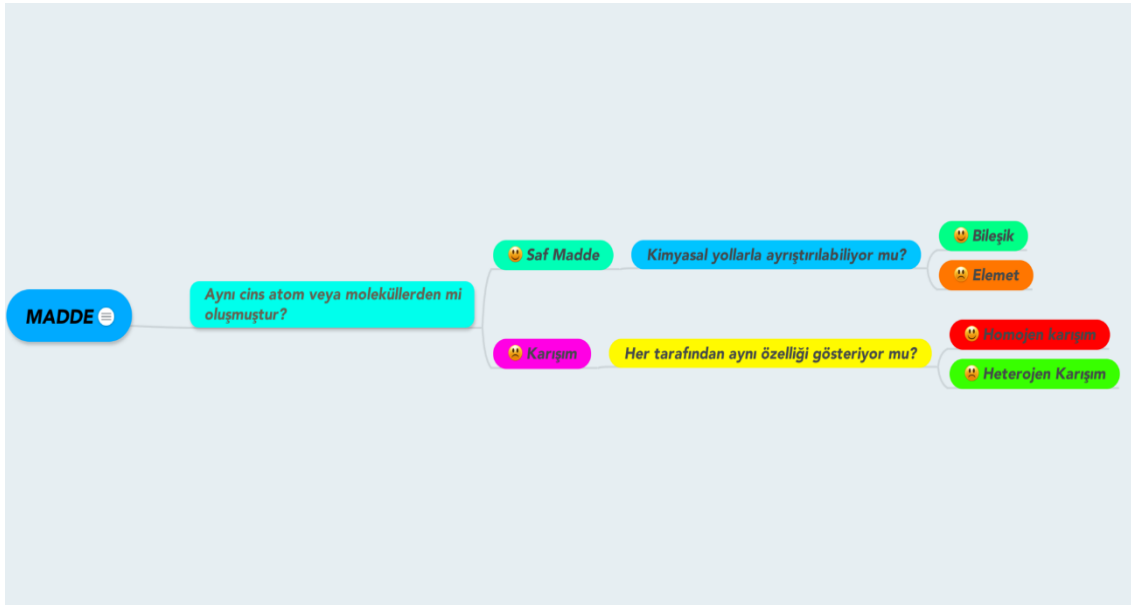 MADDE
Aynı cins atom veya moleküllerden mi
oluşmuştur?
Saf Madde
Kimyasal yollarla ayrıştırılabiliyor mu?
Bileşik
Elemet
Karışım
Her tarafından aynı özelliği gösteriyor mu?
Homojen karışım
Heterojen Karışım